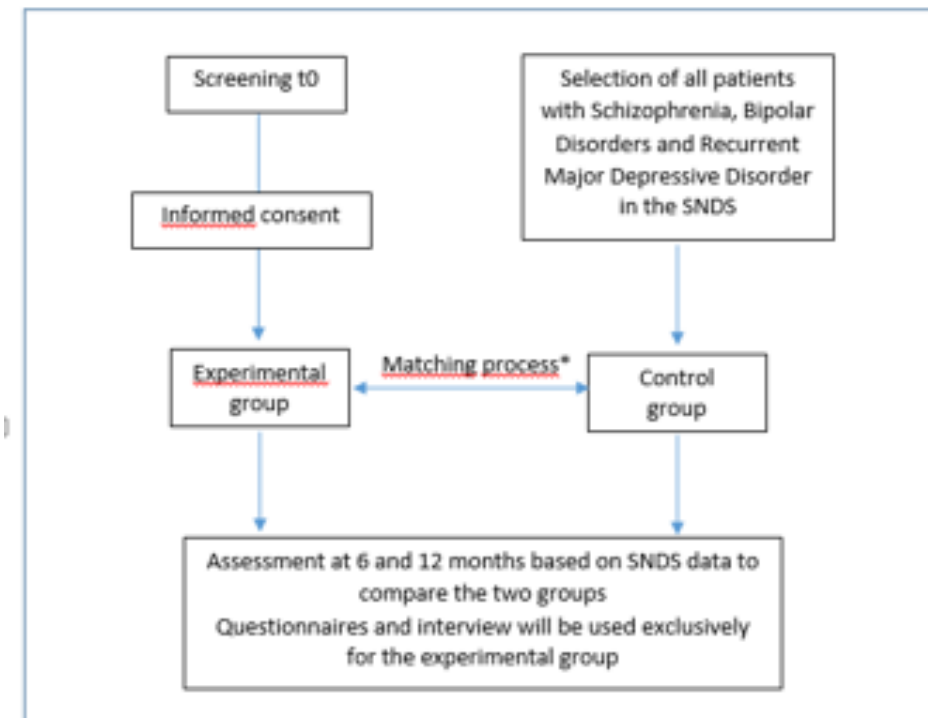 Screening t0
Selection of all patients
with Schizophrenia, Bipolar
Disorders and Recurrent
Major Depressive Disorder
in the SNDS
Informed consent
Experimental
group
Matching process*
Control
group
Assessment at 6 and 12 months based on SNDS data to
compare the two groups
Questionnaires and interview will be used exclusively
for the experimental group